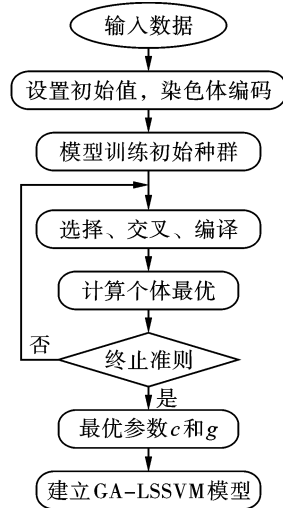 输入数据
设置初始值，染色体编码
模型训练初始种群
选择、交叉、编译
计算个体最优
否
终止准则
是
最优参数c和g
建立GA-LSSVM模型